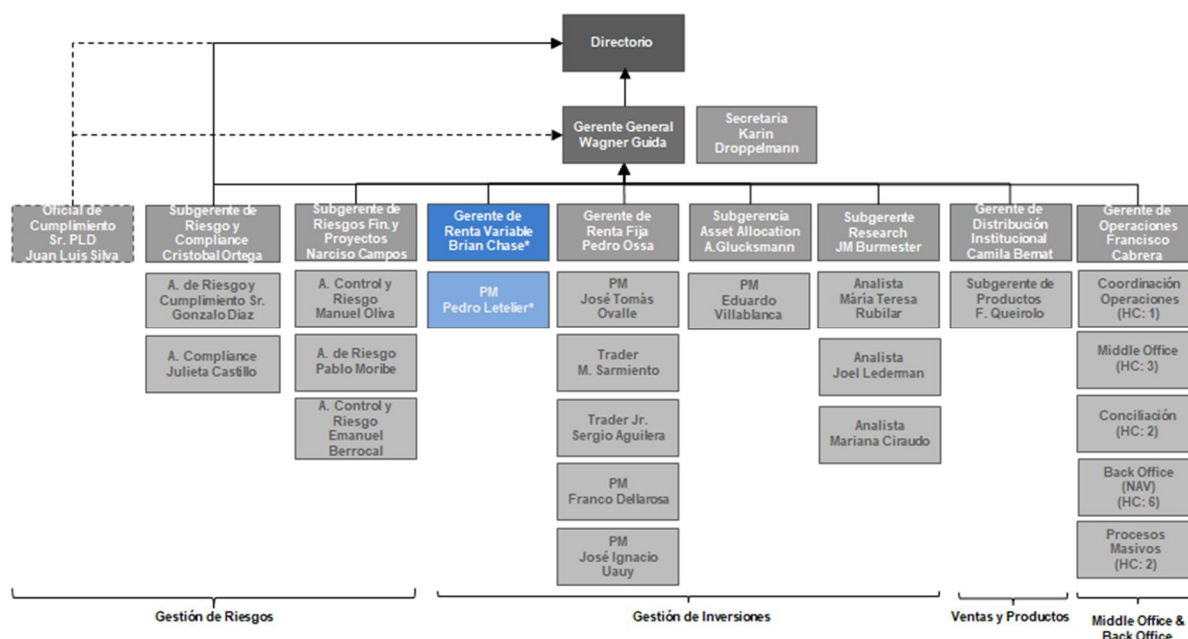 Directorio
Gerente General
Wagner Guida
Secretaria
Karin
Droppelmann
Oficial de
Cumplimiento
Sr. PLD
Juan Luis Silva
Subgerente de
Riesgo y
Compliance
Cristobal Ortega
Subgerente de
Riesgos Fin. y
Proyectos
Narciso Campos
Gerente de
Renta Variable
Brian Chase*
Gerente de
Renta Fija
Pedro Ossa
Subgerencia
Asset Allocation
A.Glucksmann
Subgerente
Research
JM Burmester
Gerente de
Distribución
Institucional
Camila Bernat
Gerente de
Operaciones
Francisco
Cabrera
A. de Riesgo y
Cumplimiento Sr.
Gonzalo Diaz
A. Compliance
Julieta Castillo
A. Control y
Riesgo
Manuel Oliva
A. de Riesgo
Pablo Moribe
A. Control y
Riesgo
Emanuel
Berrocal
PM
Pedro Letelier*
PM
José Tomás
Ovalle
Trader
M. Sarmiento
Trader Jr.
Sergio Aguilera
PM
Franco Dellarosa
PM
José Ignacio
Uauy
PM
Eduardo
Villablanca
Analista
Máría Teresa
Rubilar
Analista
Joel Lederman
Analista
Mariana Ciraudo
Subgerente de
Productos
F. Queirolo
Coordinación
Operaciones
(HC: 1)
Middle Office
(HC: 3)
Conciliación
(HC: 2)
Back Office
(NAV)
(HC: 6)
Procesos
Masivos
(HC: 2)
Gestión de Riesgos
Gestión de Inversiones
Ventas y Productos
Middle Office &
Back Office